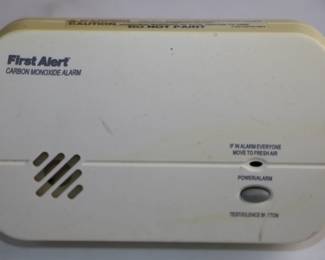 CAUTION
DO NOT PAINT
First Alert®
CARBON MONOXIDE ALARM
IF IN ALARM EVERYONE
MOVE TO FRESH AIR
POWER/ALARM
TEST/SILENCE